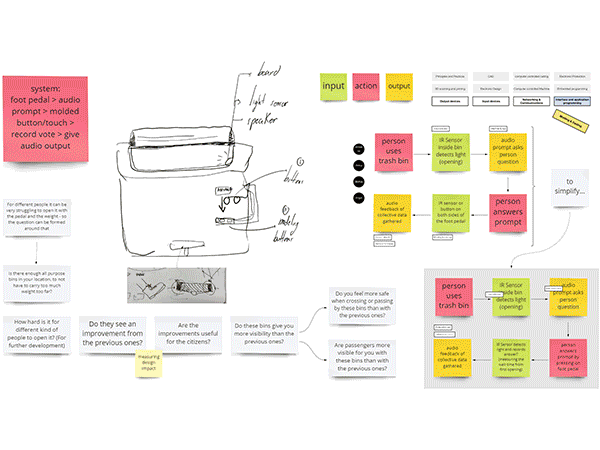 system:
foot pedal > audio
prompt > molded
button/touch >
record vote > give
audio output
For different people it can be
very struggling to open it with
the pedal and the weight - so
the question can be formed
around that
Is there enough all purpose
bins in your location, to not
have to carry too much
weight too far?
How hard is it for
different kind of
people to open it? (For
further development)
Do they see an
improvement from
the previous ones?
measuring
design
impact
Are the
improvements useful
for the citizens?
Do these bins give you
more visibility than the
previous ones?
Do you feel more safe
when crossing or passing
by these bins than with
the previous ones?
Are passengers more
visible for you with
these bins than with the
previous ones?
board
light sensor
speaker
button
button
input
action
output
Output devices
Input devices
Networking &
Communications
Interface and application
programming
person
uses
trash bin
IR Sensor
inside bin
detects light
(opening)
audio
prompt asks
person
question
audio
feedback of
collective data
gathered
IR sensor or
button on
both sides of
the foot pedal
person
answers
prompt
to
simplify...
person
uses
trash bin
IR Sensor
inside bin
detects light
(opening)
audio
prompt asks
person
question
audio
feedback of
collective data
gathered
IR Sensor detects
light and records
answer?
(measuring the
wait time from
first opening)
person
answers
prompt by
pressing on
foot pedal